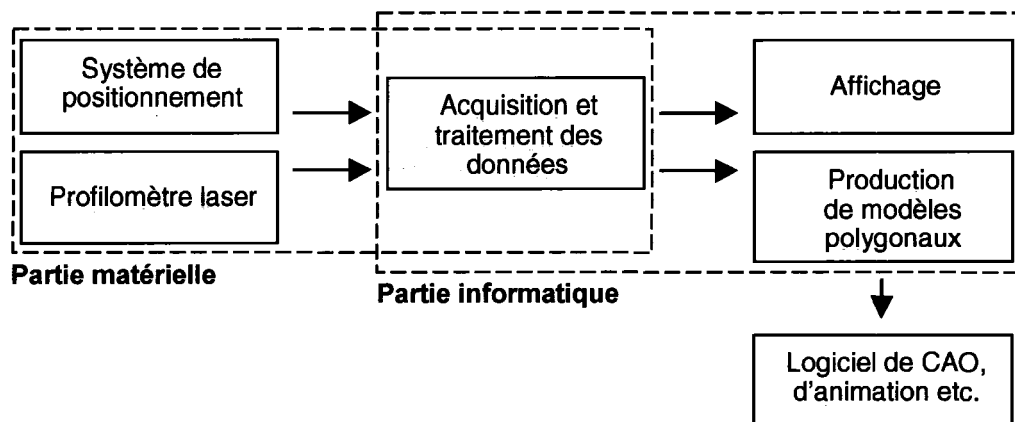 Système de
positionnement
Profilomètre laser
Partie matérielle
Acquisition et
traitement des
données
Partie informatique
Affichage
Production
de modèles
polygonaux
Logiciel de CAO,
d'animation etc.